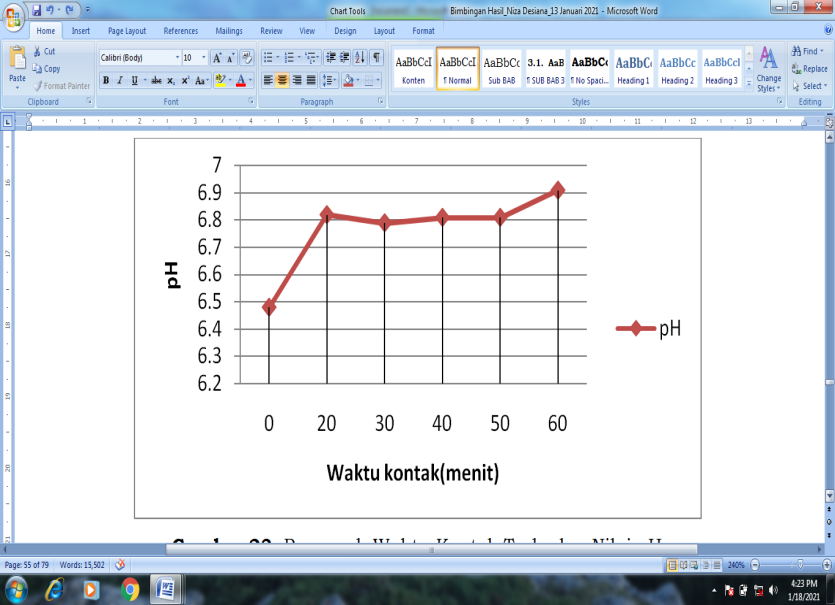 Chart Tools
Bimbingan Hasil_Niza Desiana_13 Januari 2021 - Microsoft Word
Home Insert Page Layout References Mailings Review View Design Layout Format
Paste
Cut
Copy
Format Painter
Clipboard
Calibri (Body) 10
Font
Paragraph
AaBbCcI AaBbCcI AaBbCc 3.1. AaB AaBbCc AaBbC AaBbCc AaBbCcI
Konten ¶ Normal Sub BAB ¶ SUB BAB 3 ¶ No Spaci... Heading 1 Heading 2 Heading 3
Styles
Change Styles
Find
Replace
Select
Editing
7
6.9
6.8
6.7
6.6
6.5
6.4
6.3
6.2
pH
0 20 30 40 50 60
Waktu kontak(menit)
pH
Page: 55 of 79 Words: 15,502
240%
4:23 PM
1/18/2021